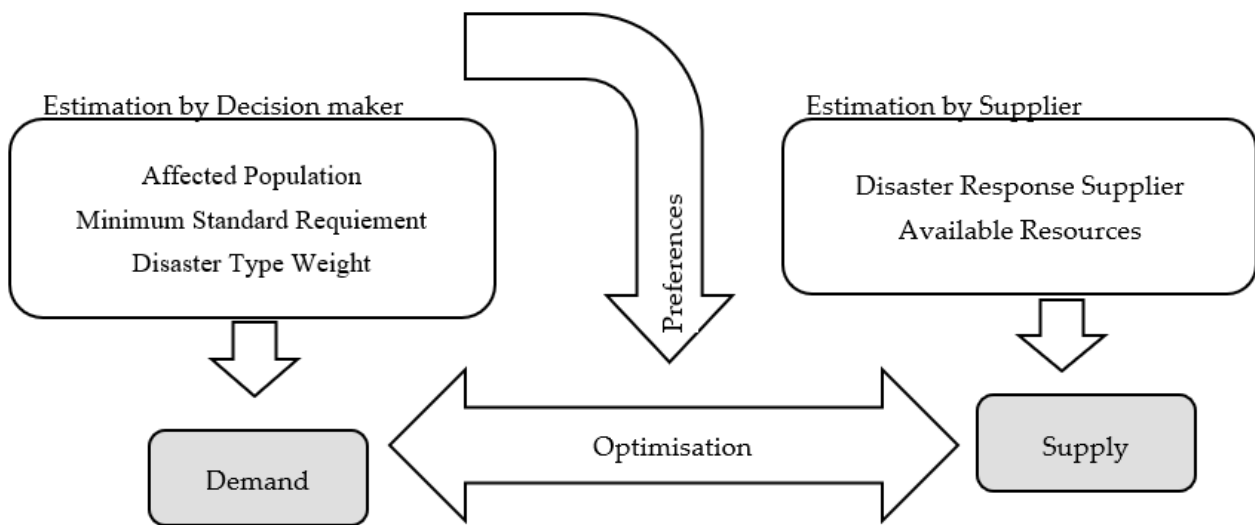 Estimation by Decision maker
Affected Population
Minimum Standard Requiement
Disaster Type Weight
Demand
Preferences
Optimisation
Estimation by Supplier
Disaster Response Supplier
Available Resources
Supply